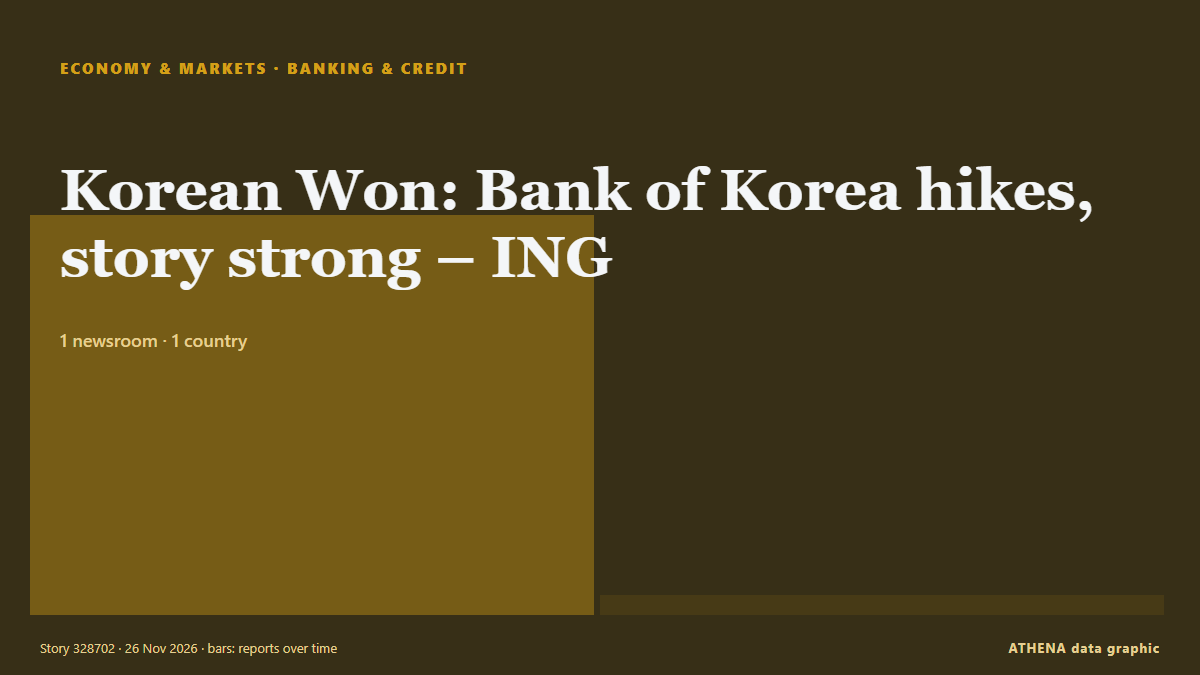 ECONOMY & MARKETS · BANKING & CREDIT
Korean Won: Bank of Korea hikes,
story strong – ING
1 newsroom · 1 country
Story 328702 · 26 Nov 2026 · bars: reports over time
ATHENA data graphic